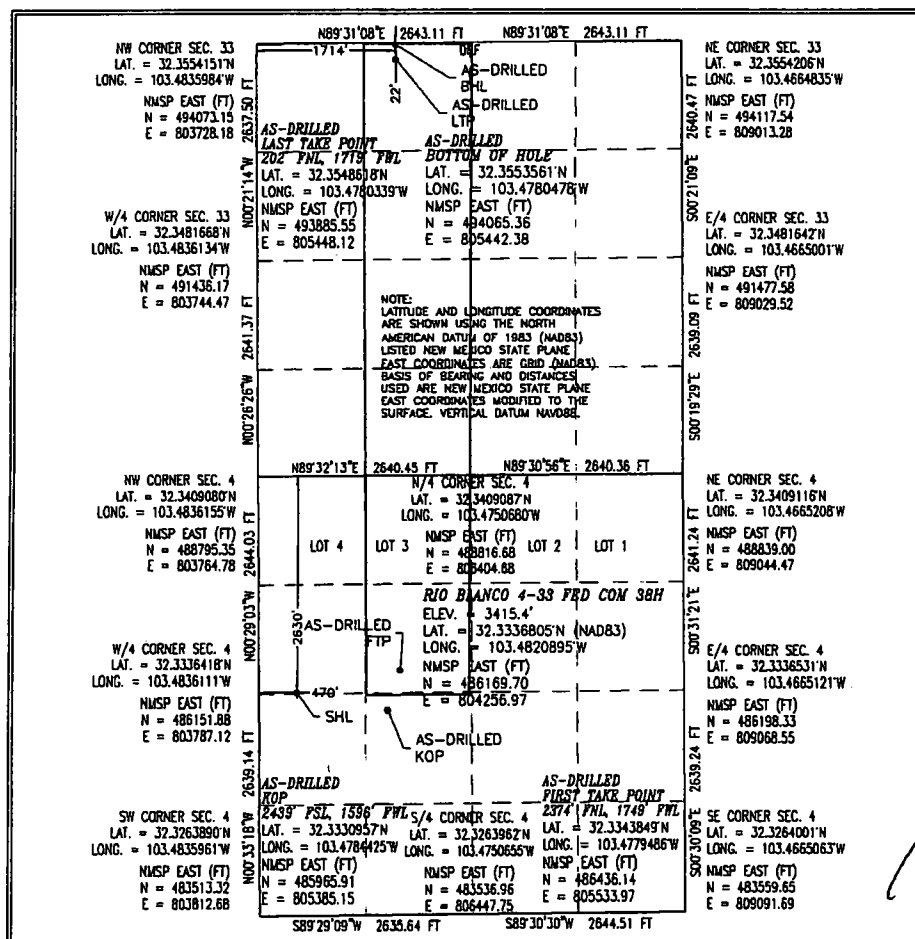 N89°31'08"E 2643.11 FT N89°31'08"E 2643.11 FT
NW CORNER SEC. 33
LAT. = 32.3554151°N
LONG. = 103.4835984°W
NMSP EAST (FT)
N = 494073.15
E = 803728.18
1714'
22'
AS-DRILLED
BHL
AS-DRILLED
LTP
NE CORNER SEC. 33
LAT. = 32.3554206°N
LONG. = 103.4664835°W
NMSP EAST (FT)
N = 494117.54
E = 809013.28
N00°21'14"W 2637.50 FT
S00°21'09"E 2640.47 FT
AS-DRILLED
LAST TAKE POINT
202' FNL, 1719' FWL
LAT. = 32.3548618°N
LONG. = 103.4780339°W
NMSP EAST (FT)
N = 493885.55
E = 805448.12
AS-DRILLED
BOTTOM OF HOLE
LAT. = 32.3553561°N
LONG. = 103.4780478°W
NMSP EAST (FT)
N = 494065.36
E = 805442.38
W/4 CORNER SEC. 33
LAT. = 32.3481668°N
LONG. = 103.4836134°W
NMSP EAST (FT)
N = 491436.17
E = 803744.47
E/4 CORNER SEC. 33
LAT. = 32.3481642°N
LONG. = 103.4665001°W
NMSP EAST (FT)
N = 491477.58
E = 809029.52
NOTE:
LATITUDE AND LONGITUDE COORDINATES
ARE SHOWN USING THE NORTH
AMERICAN DATUM OF 1983 (NAD83)
LISTED NEW MEXICO STATE PLANE
EAST COORDINATES ARE GRID (NAD83)
BASIS OF BEARING AND DISTANCES
USED ARE NEW MEXICO STATE PLANE
EAST COORDINATES MODIFIED TO THE
SURFACE. VERTICAL DATUM NAVD88.
N00°26'26"W 2641.37 FT
S00°19'29"E 2639.09 FT
N89°32'13"E 2640.45 FT N89°30'56"E 2640.36 FT
NW CORNER SEC. 4
LAT. = 32.3409080°N
LONG. = 103.4836155°W
NMSP EAST (FT)
N = 488795.35
E = 803764.78
N/4 CORNER SEC. 4
LAT. = 32.3409087°N
LONG. = 103.4750680°W
NMSP EAST (FT)
N = 488816.68
E = 806404.68
NE CORNER SEC. 4
LAT. = 32.3409116°N
LONG. = 103.4665208°W
NMSP EAST (FT)
N = 488839.00
E = 809044.47
LOT 4 LOT 3 LOT 2 LOT 1
N00°29'03"W 2644.03 FT
S00°31'21"E 2641.24 FT
2630'
AS-DRILLED
FTP
RIO BLANCO 4-33 FED COM 38H
ELEV. = 3415.4'
LAT. = 32.3336805°N (NAD83)
LONG. = 103.4820895°W
NMSP EAST (FT)
N = 486169.70
E = 804256.97
W/4 CORNER SEC. 4
LAT. = 32.3336418°N
LONG. = 103.4836111°W
NMSP EAST (FT)
N = 486151.88
E = 803787.12
E/4 CORNER SEC. 4
LAT. = 32.3336531°N
LONG. = 103.4665121°W
NMSP EAST (FT)
N = 486198.33
E = 809068.55
470'
SHL
AS-DRILLED
KOP
N00°33'18"W 2639.14 FT
S00°30'09"E 2639.24 FT
AS-DRILLED
KOP
2439' FSL, 1596' FWL
LAT. = 32.3330957°N
LONG. = 103.4784425°W
NMSP EAST (FT)
N = 485965.91
E = 805385.15
AS-DRILLED
FIRST TAKE POINT
2374' FNL, 1749' FWL
LAT. = 32.3343849°N
LONG. = 103.4779486°W
NMSP EAST (FT)
N = 486436.14
E = 805533.97
SW CORNER SEC. 4
LAT. = 32.3263890°N
LONG. = 103.4835961°W
NMSP EAST (FT)
N = 483513.32
E = 803812.68
S/4 CORNER SEC. 4
LAT. = 32.3263962°N
LONG. = 103.4750655°W
NMSP EAST (FT)
N = 483536.96
E = 806447.75
SE CORNER SEC. 4
LAT. = 32.3264001°N
LONG. = 103.4665063°W
NMSP EAST (FT)
N = 483559.65
E = 809091.69
S89°29'09"W 2635.64 FT S89°30'30"W 2644.51 FT